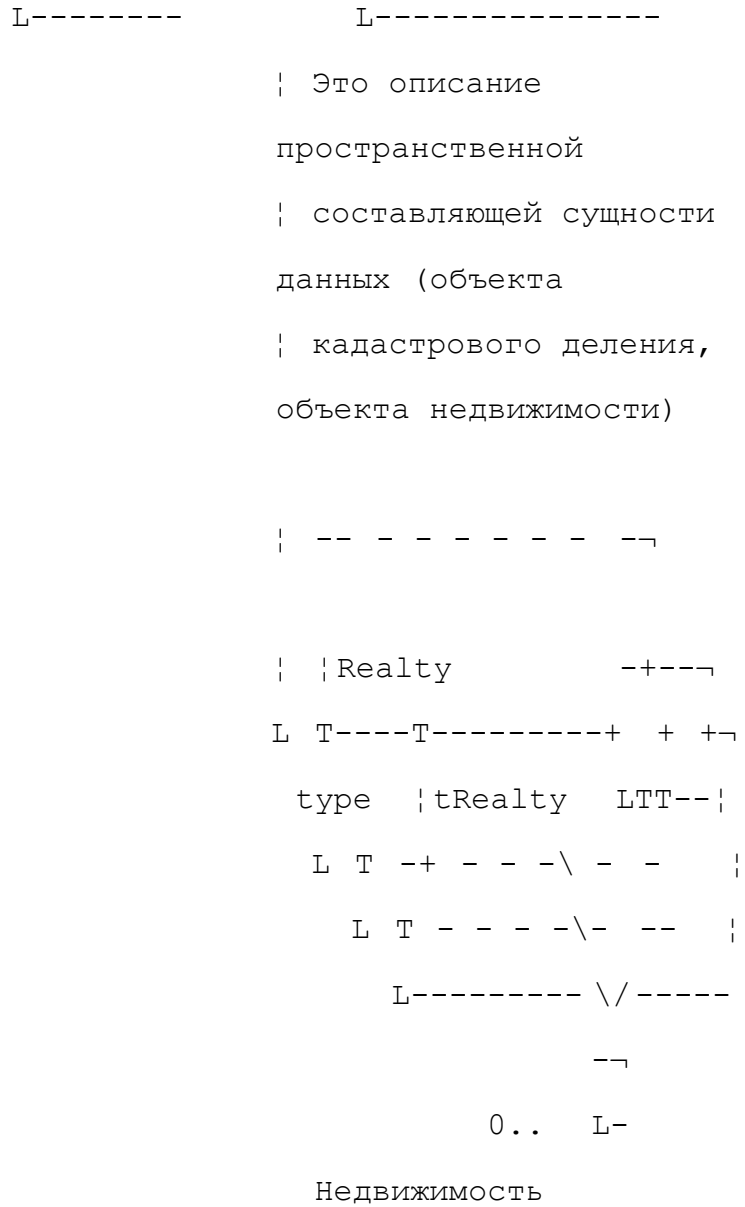 L--------          L---------------
¦ Это описание
пространственной
¦ составляющей сущности
данных (объекта
¦ кадастрового деления,
объекта недвижимости)
¦ -- - - - - - - -¬
¦ ¦Realty         -+--¬
L T----T---------+ + +¬
type  ¦tRealty  LTT--¦
L T -+ - - -\ - -    ¦
L T - - - -\- --  ¦
L--------- \/-----
-¬
0..   L-
Недвижимость